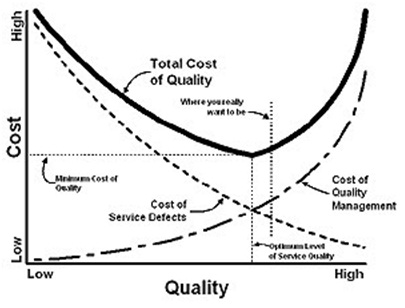 High
Total Cost
of Quality
Where you really
want to be
Cost
Minimum Cost of
Quality
Cost of
Service Defects
Cost of
Quality
Management
Optimum Level
of Service Quality
Low
Low
Quality
High